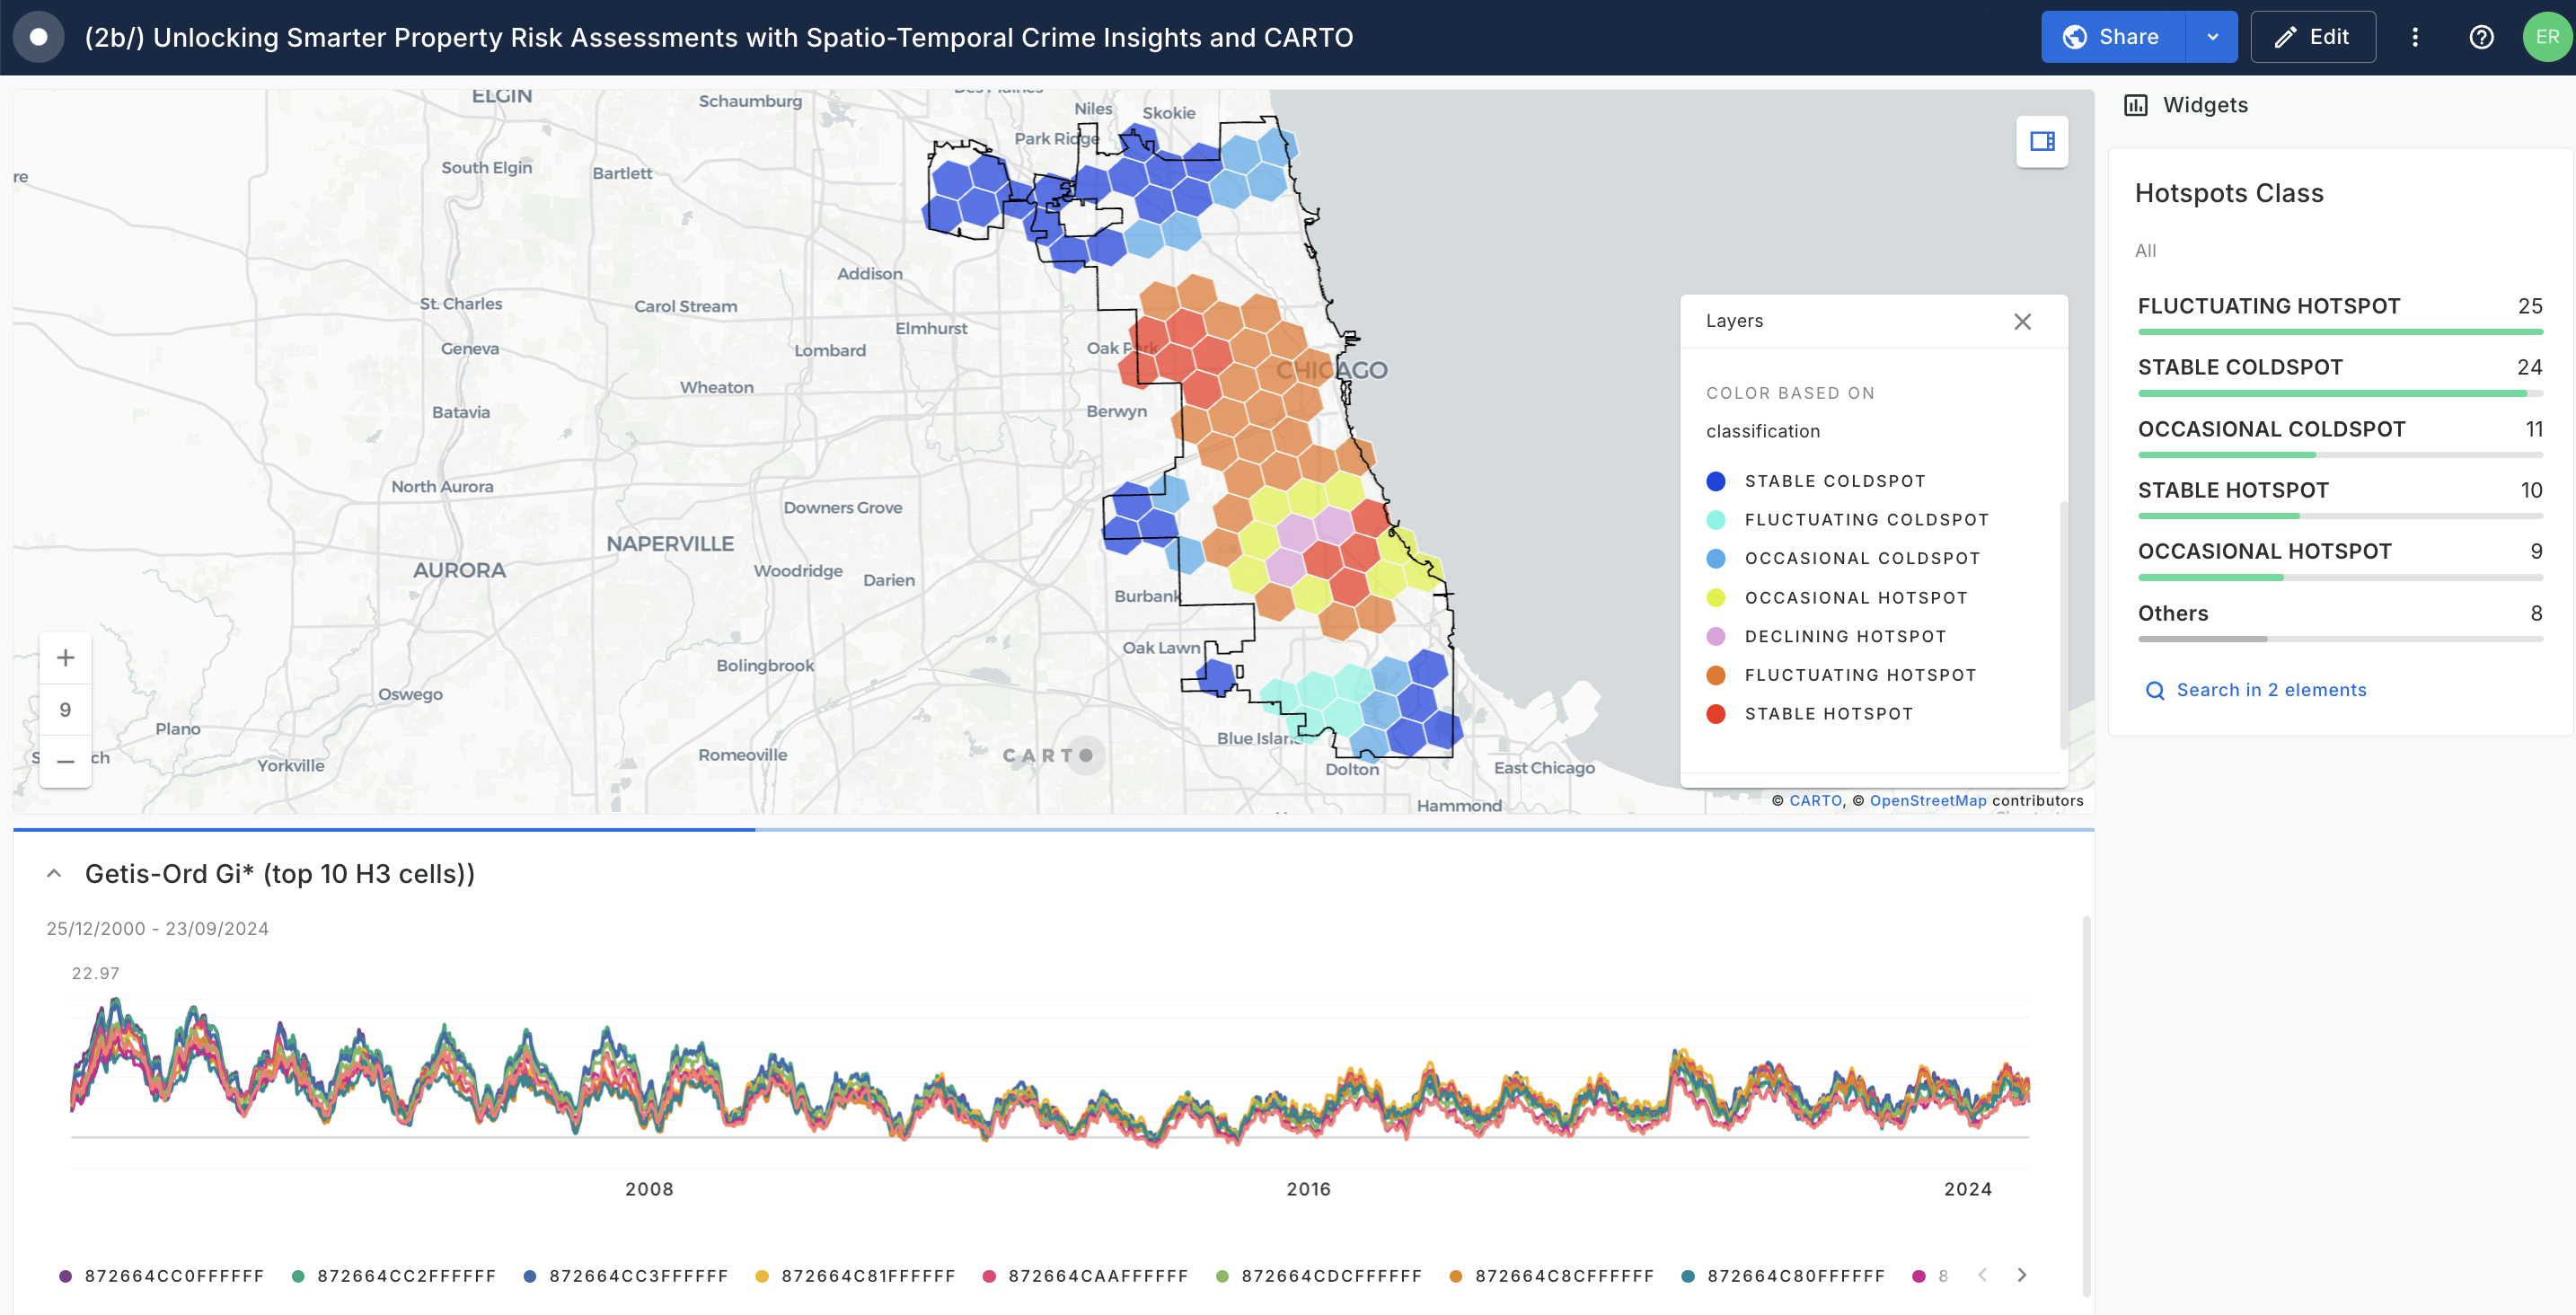 (2b/) Unlocking Smarter Property Risk Assessments with Spatio-Temporal Crime Insights and CARTO
Share
Edit
ER
ELGIN
Schaumburg
Des Plaines
Niles
Skokie
Park Ridge
South Elgin
Bartlett
re
Addison
St. Charles
Carol Stream
Elmhurst
Geneva
Lombard
Oak Park
CHICAGO
Wheaton
Batavia
Berwyn
North Aurora
Downers Grove
NAPERVILLE
AURORA
Woodridge
Darien
Burbank
Oak Lawn
Bolingbrook
Oswego
Plano
Romeoville
Blue Island
Yorkville
Dolton
East Chicago
Hammond
CARTO
+
9
−
Layers
COLOR BASED ON
classification
STABLE COLDSPOT
FLUCTUATING COLDSPOT
OCCASIONAL COLDSPOT
OCCASIONAL HOTSPOT
DECLINING HOTSPOT
FLUCTUATING HOTSPOT
STABLE HOTSPOT
© CARTO, © OpenStreetMap contributors
Widgets
Hotspots Class
All
FLUCTUATING HOTSPOT 25
STABLE COLDSPOT 24
OCCASIONAL COLDSPOT 11
STABLE HOTSPOT 10
OCCASIONAL HOTSPOT 9
Others 8
Search in 2 elements
Getis-Ord Gi* (top 10 H3 cells))
25/12/2000 - 23/09/2024
22.97
2008 2016 2024
872664CC0FFFFFF 872664CC2FFFFFF 872664CC3FFFFFF 872664C81FFFFFF 872664CAAFFFFFF 872664CDCFFFFFF 872664C8CFFFFFF 872664C80FFFFFF 8